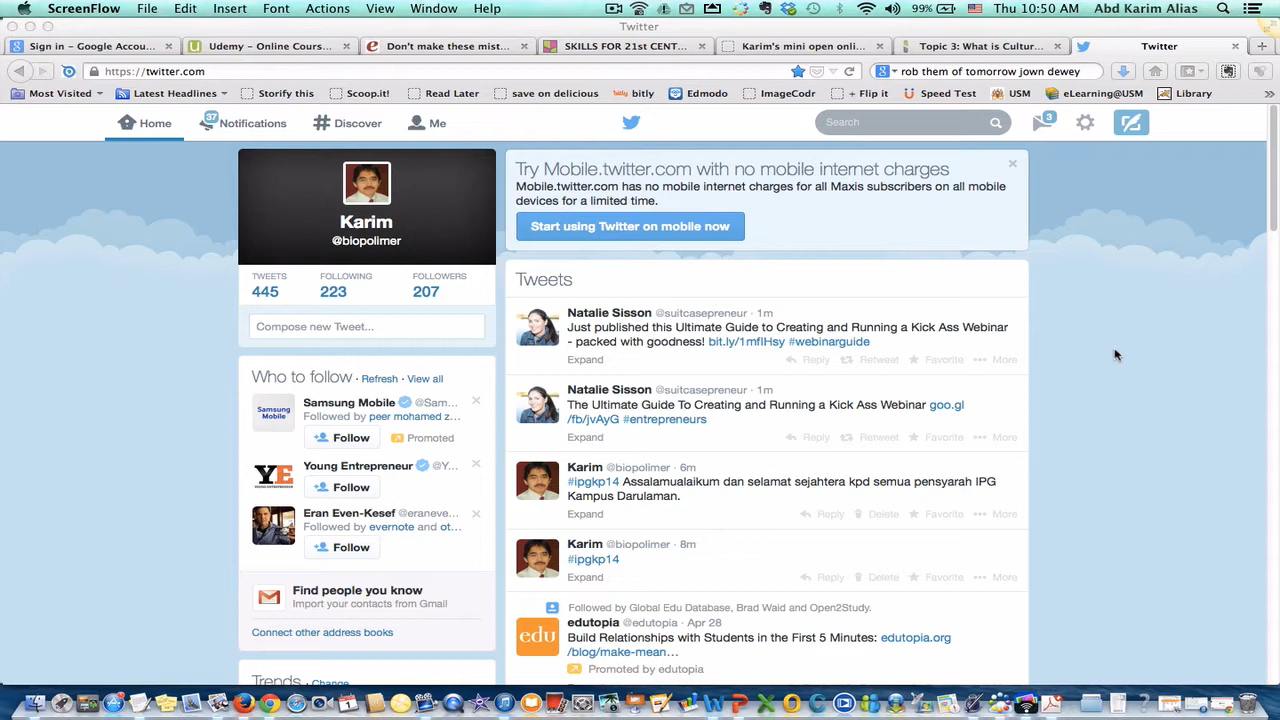 ScreenFlow File Edit Insert Font Actions View Window Help 99% Thu 10:50 AM Abd Karim Alias
Twitter
Sign in – Google Accou... Udemy - Online Cours... Don't make these mist... SKILLS FOR 21ST CENT... Karim's mini open onli... Topic 3: What is Cultur... Twitter
https://twitter.com rob them of tomorrow jown dewey
Most Visited Latest Headlines Storify this Scoop.it! Read Later save on delicious bitly bitly Edmodo ImageCodr + Flip it Speed Test USM eLearning@USM Library
Home 37 Notifications Discover Me Search 3
Karim
@biopolimer
TWEETS FOLLOWING FOLLOWERS
445 223 207
Compose new Tweet...
Who to follow · Refresh · View all
Samsung Mobile
Samsung Mobile @Sam...
Followed by peer mohamed z...
Follow Promoted
YE
Young Entrepreneur @Y...
Follow
Eran Even-Kesef @eraneve...
Followed by evernote and ot...
Follow
Find people you know
Import your contacts from Gmail
Connect other address books
Trends · Change
Try Mobile.twitter.com with no mobile internet charges
Mobile.twitter.com has no mobile internet charges for all Maxis subscribers on all mobile
devices for a limited time.
Start using Twitter on mobile now
Tweets
Natalie Sisson @suitcasepreneur · 1m
Just published this Ultimate Guide to Creating and Running a Kick Ass Webinar
- packed with goodness! bit.ly/1mflHsy #webinarguide
Expand Reply Retweet Favorite More
Natalie Sisson @suitcasepreneur · 1m
The Ultimate Guide To Creating and Running a Kick Ass Webinar goo.gl
/fb/jvAyG #entrepreneurs
Expand Reply Retweet Favorite More
Karim @biopolimer · 6m
#ipgkp14 Assalamualaikum dan selamat sejahtera kpd semua pensyarah IPG
Kampus Darulaman.
Expand Reply Delete Favorite More
Karim @biopolimer · 8m
#ipgkp14
Expand Reply Delete Favorite More
Followed by Global Edu Database, Brad Waid and Open2Study.
edu
edutopia @edutopia · Apr 28
Build Relationships with Students in the First 5 Minutes: edutopia.org
/blog/make-mean...
Promoted by edutopia